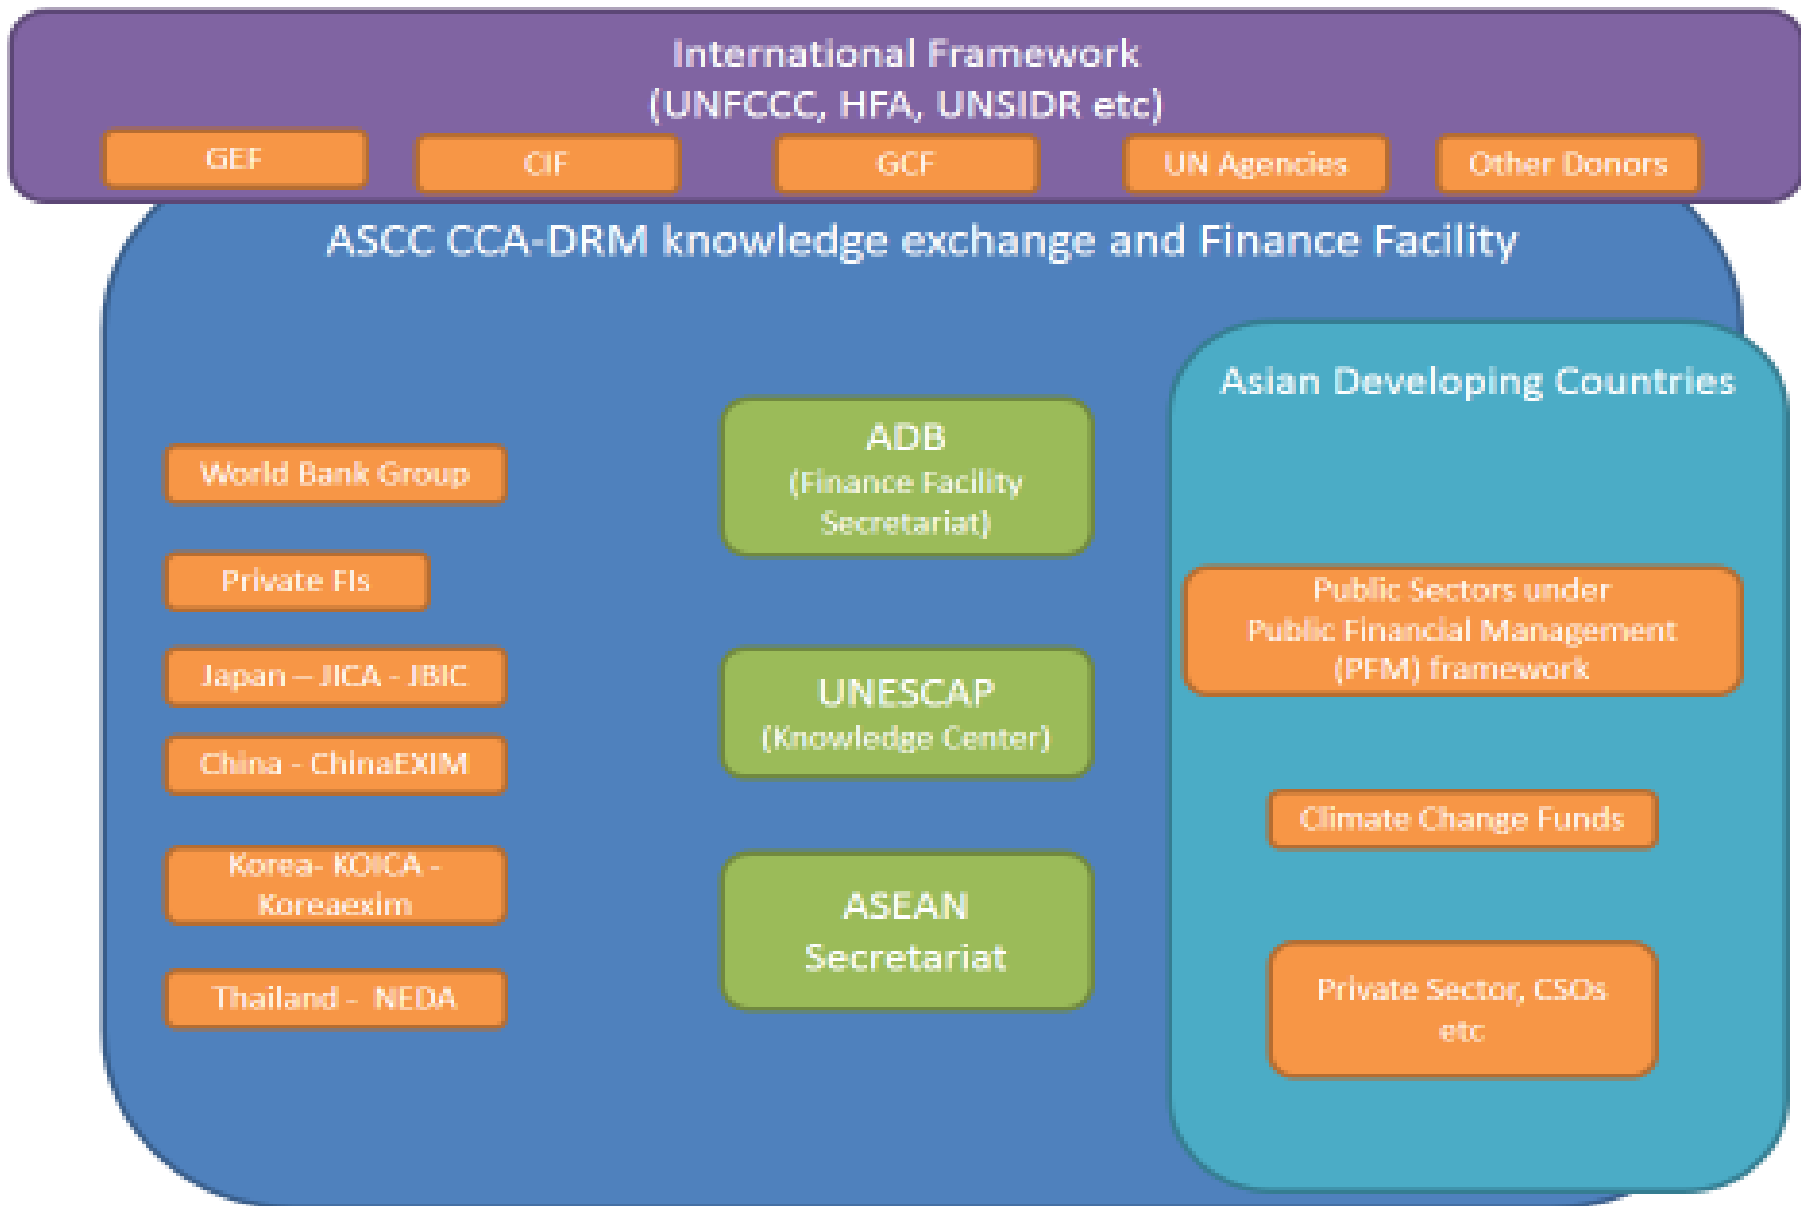 International Framework
(UNFCCC, HFA, UNSIDR etc)
GEF
CIF
GCF
UN Agencies
Other Donors
ASCC CCA-DRM knowledge exchange and Finance Facility
World Bank Group
Private FIs
Japan – JICA - JBIC
China - ChinaEXIM
Korea- KOICA -
Koreaexim
Thailand -  NEDA
ADB
(Finance Facility
Secretariat)
UNESCAP
(Knowledge Center)
ASEAN
Secretariat
Asian Developing Countries
Public Sectors under
Public Financial Management
(PFM) framework
Climate Change Funds
Private Sector, CSOs
etc